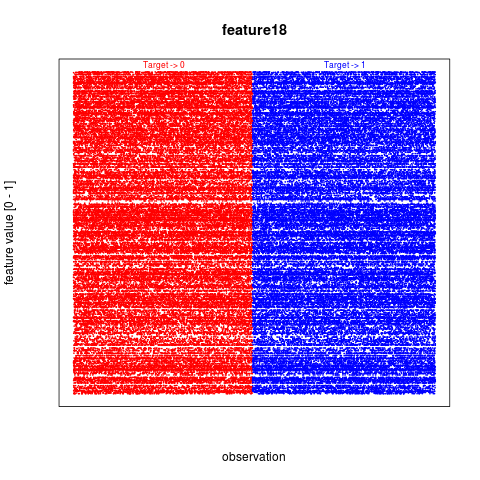 feature18
Target -> 0
Target -> 1
feature value [0 - 1]
observation